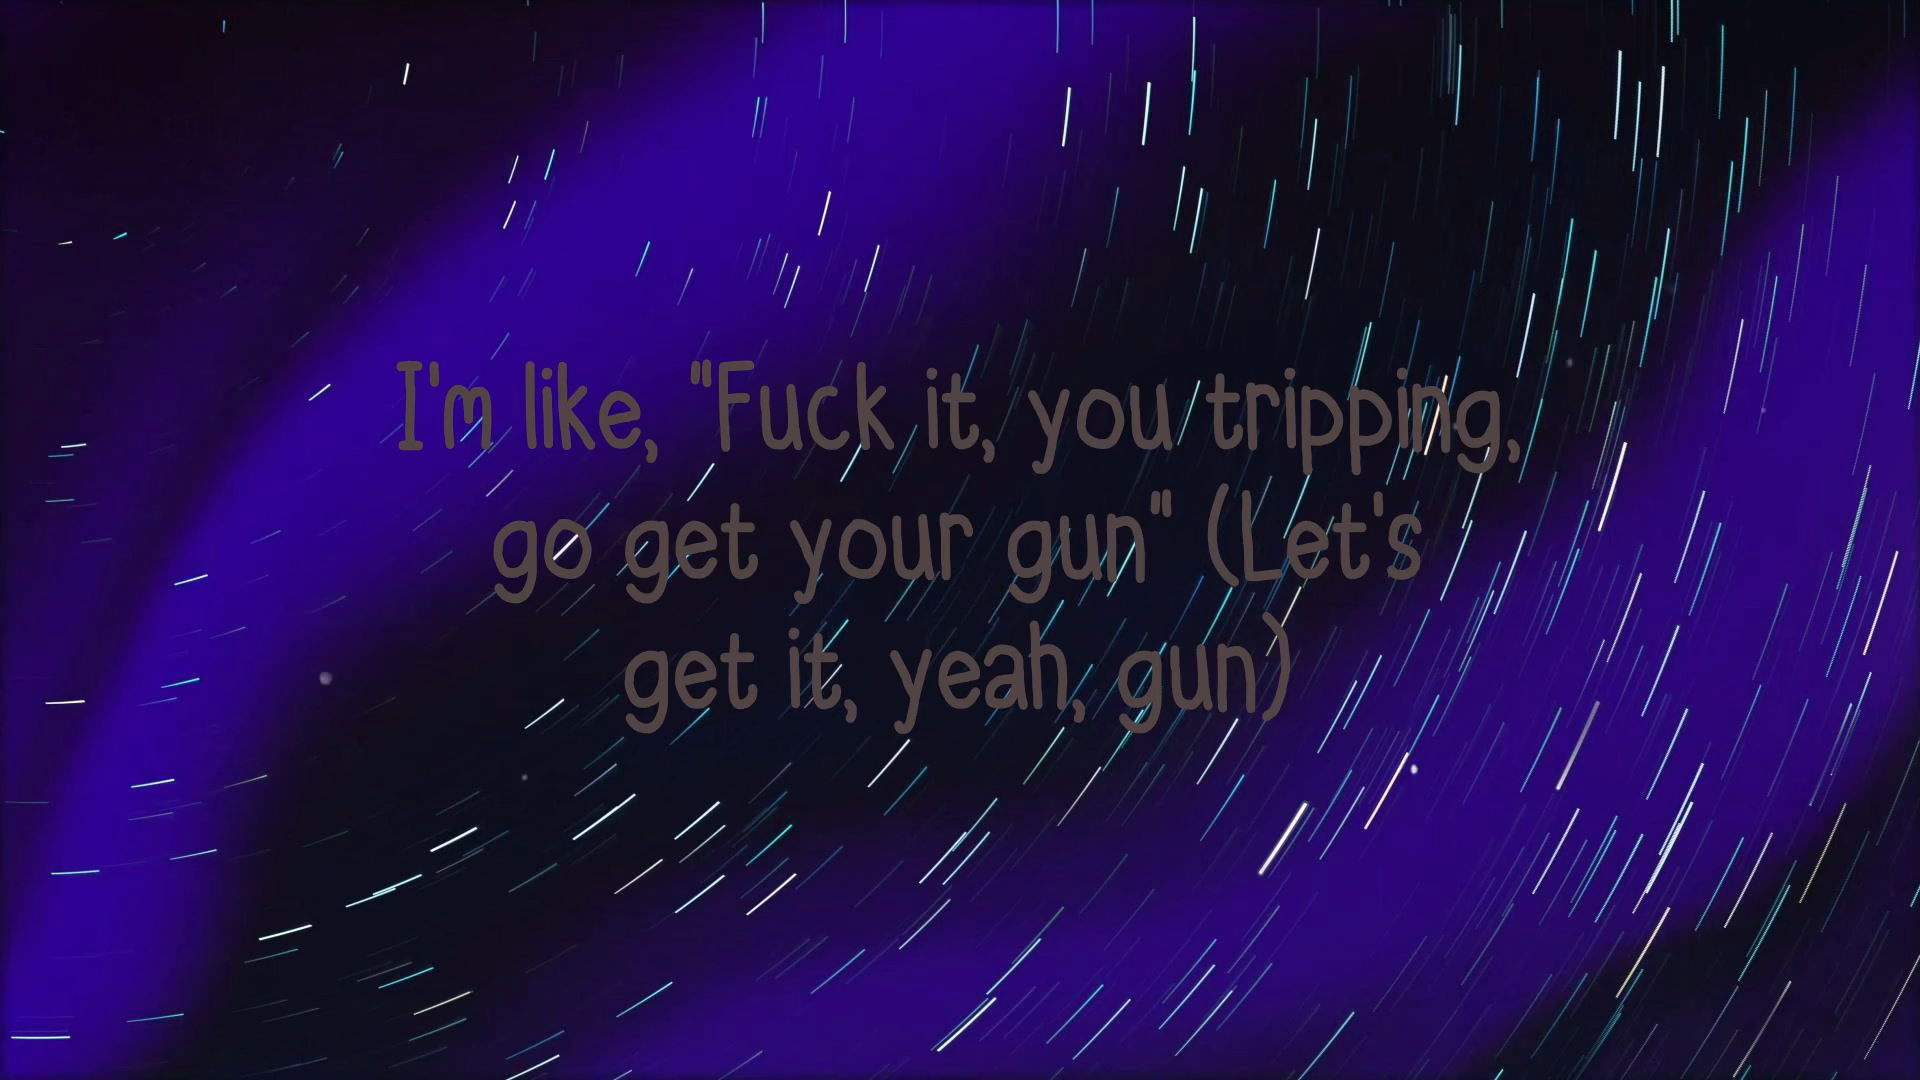 I'm like, "Fuck it, you tripping,
go get your gun" (Let's
get it, yeah, gun)